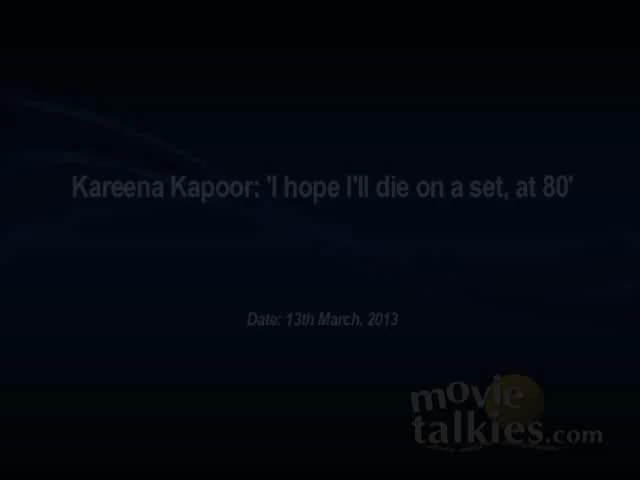 Kareena Kapoor: 'I hope I'll die on a set, at 80'
Date: 13th March, 2013
movie
talkies.com